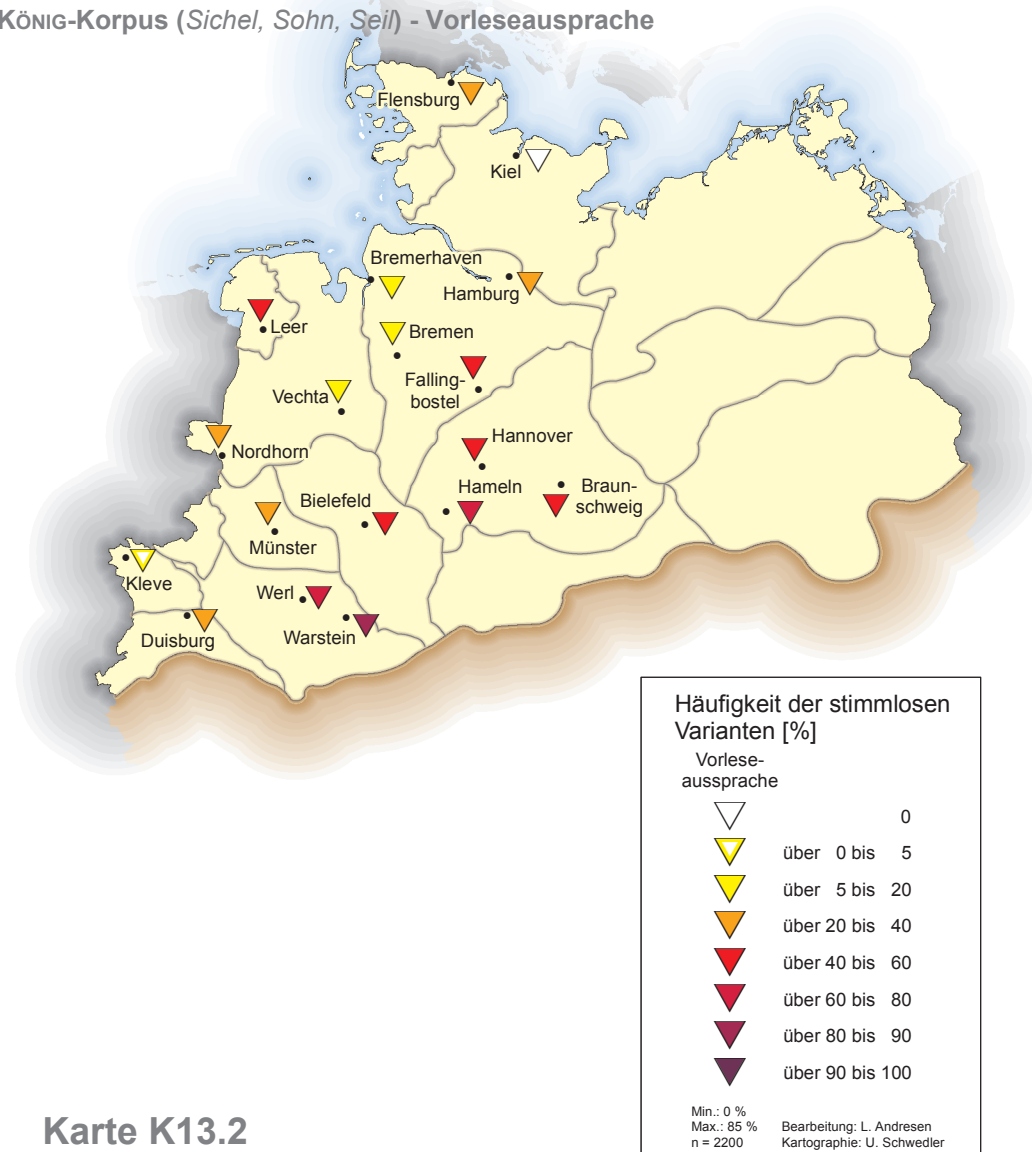 KÖNIG-Korpus (Sichel, Sohn, Seil) - Vorleseaussprache
Flensburg
Kiel
Bremerhaven
Hamburg
Leer
Bremen
Falling-
bostel
Vechta
Hannover
Nordhorn
Hameln
Braun-
schweig
Bielefeld
Münster
Kleve
Werl
Duisburg
Warstein
Häufigkeit der stimmlosen
Varianten [%]
Vorlese-
aussprache
0
über 0 bis 5
über 5 bis 20
über 20 bis 40
über 40 bis 60
über 60 bis 80
über 80 bis 90
über 90 bis 100
Min.: 0 %
Max.: 85 % Bearbeitung: L. Andresen
n = 2200 Kartographie: U. Schwedler
Karte K13.2